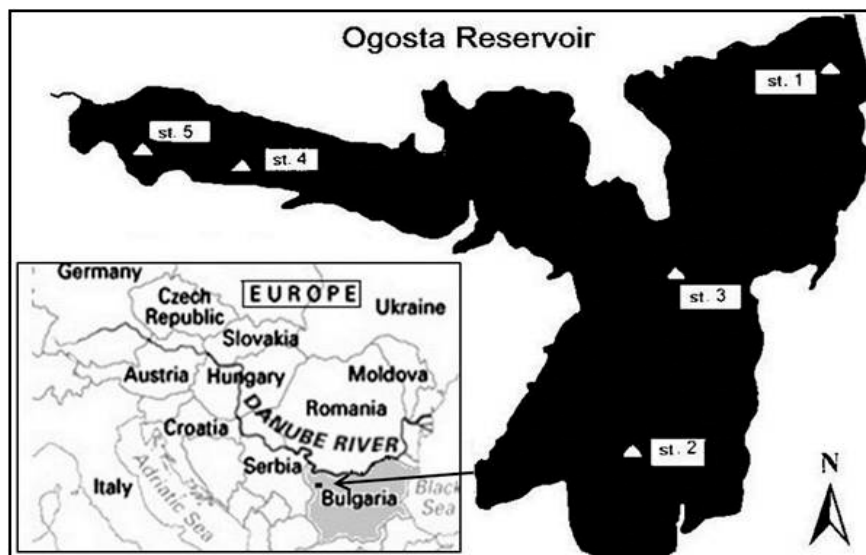 Ogosta Reservoir
st. 1
st. 5
st. 4
st. 3
st. 2
N
Germany
EUROPE
Czech
Republic
Ukraine
Slovakia
Austria
Hungary
Moldova
Romania
Croatia
DANUBE RIVER
Serbia
Italy
Adriatic Sea
Bulgaria
Black
Sea